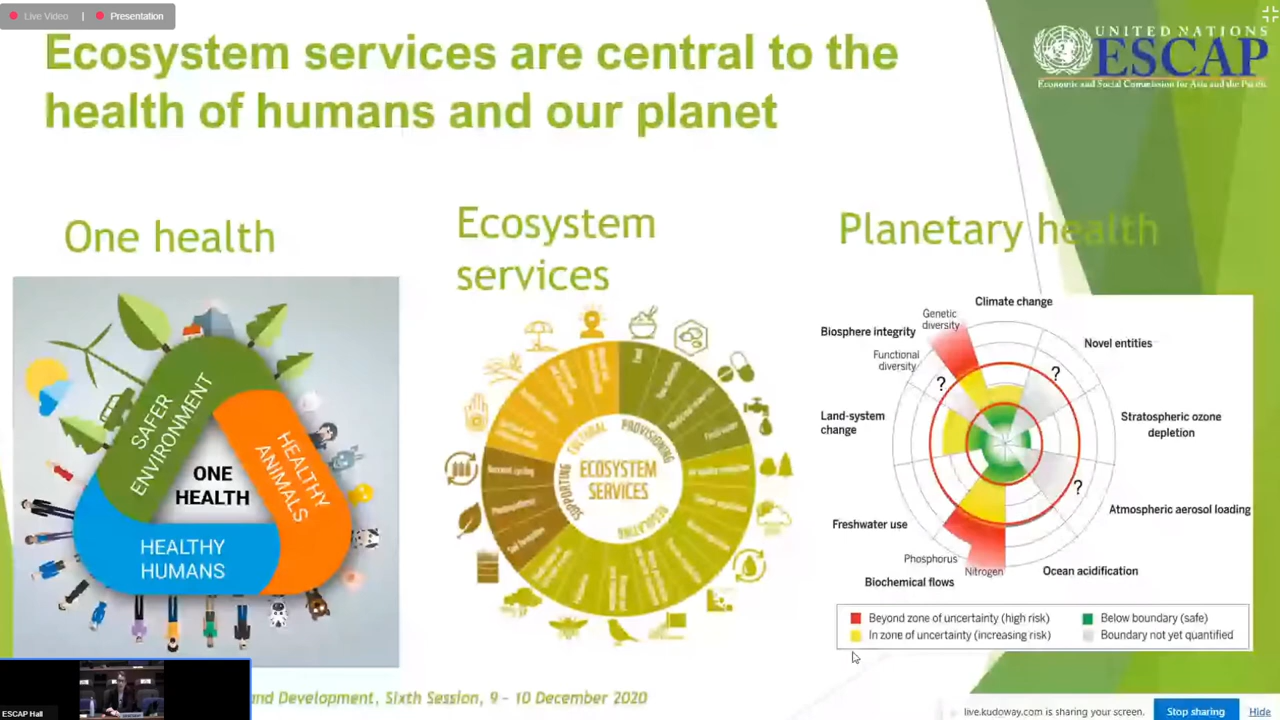 Live Video | Presentation
Ecosystem services are central to the
health of humans and our planet
UNITED NATIONS
ESCAP
Economic and Social Commission for Asia and the Pacific
One health
Ecosystem
services
Planetary health
SAFER
ENVIRONMENT
HEALTHY
ANIMALS
ONE
HEALTH
HEALTHY
HUMANS
CULTURAL
PROVISIONING
SUPPORTING
REGULATING
ECOSYSTEM
SERVICES
Climate change
Genetic
diversity
Biosphere integrity
Novel entities
Functional
diversity
?
?
Land-system
change
Stratospheric ozone
depletion
?
Freshwater use
Atmospheric aerosol loading
Phosphorus
Nitrogen
Ocean acidification
Biochemical flows
Beyond zone of uncertainty (high risk)
Below boundary (safe)
In zone of uncertainty (increasing risk)
Boundary not yet quantified
ESCAP Hall
and Development, Sixth Session, 9 - 10 December 2020
live.kudoway.com is sharing your screen.
Stop sharing
Hide